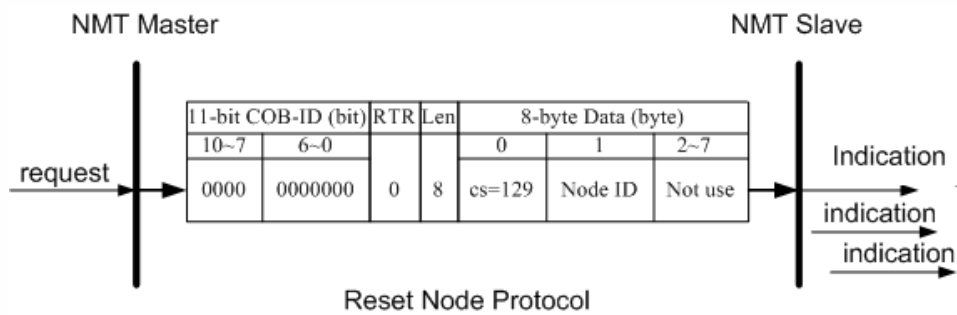 NMT Master NMT Slave
11-bit COB-ID (bit) RTR Len 8-byte Data (byte)
10~7 6~0 0 1 2~7
request 0000 0000000 0 8 cs=129 Node ID Not use Indication
indication
indication
Reset Node Protocol